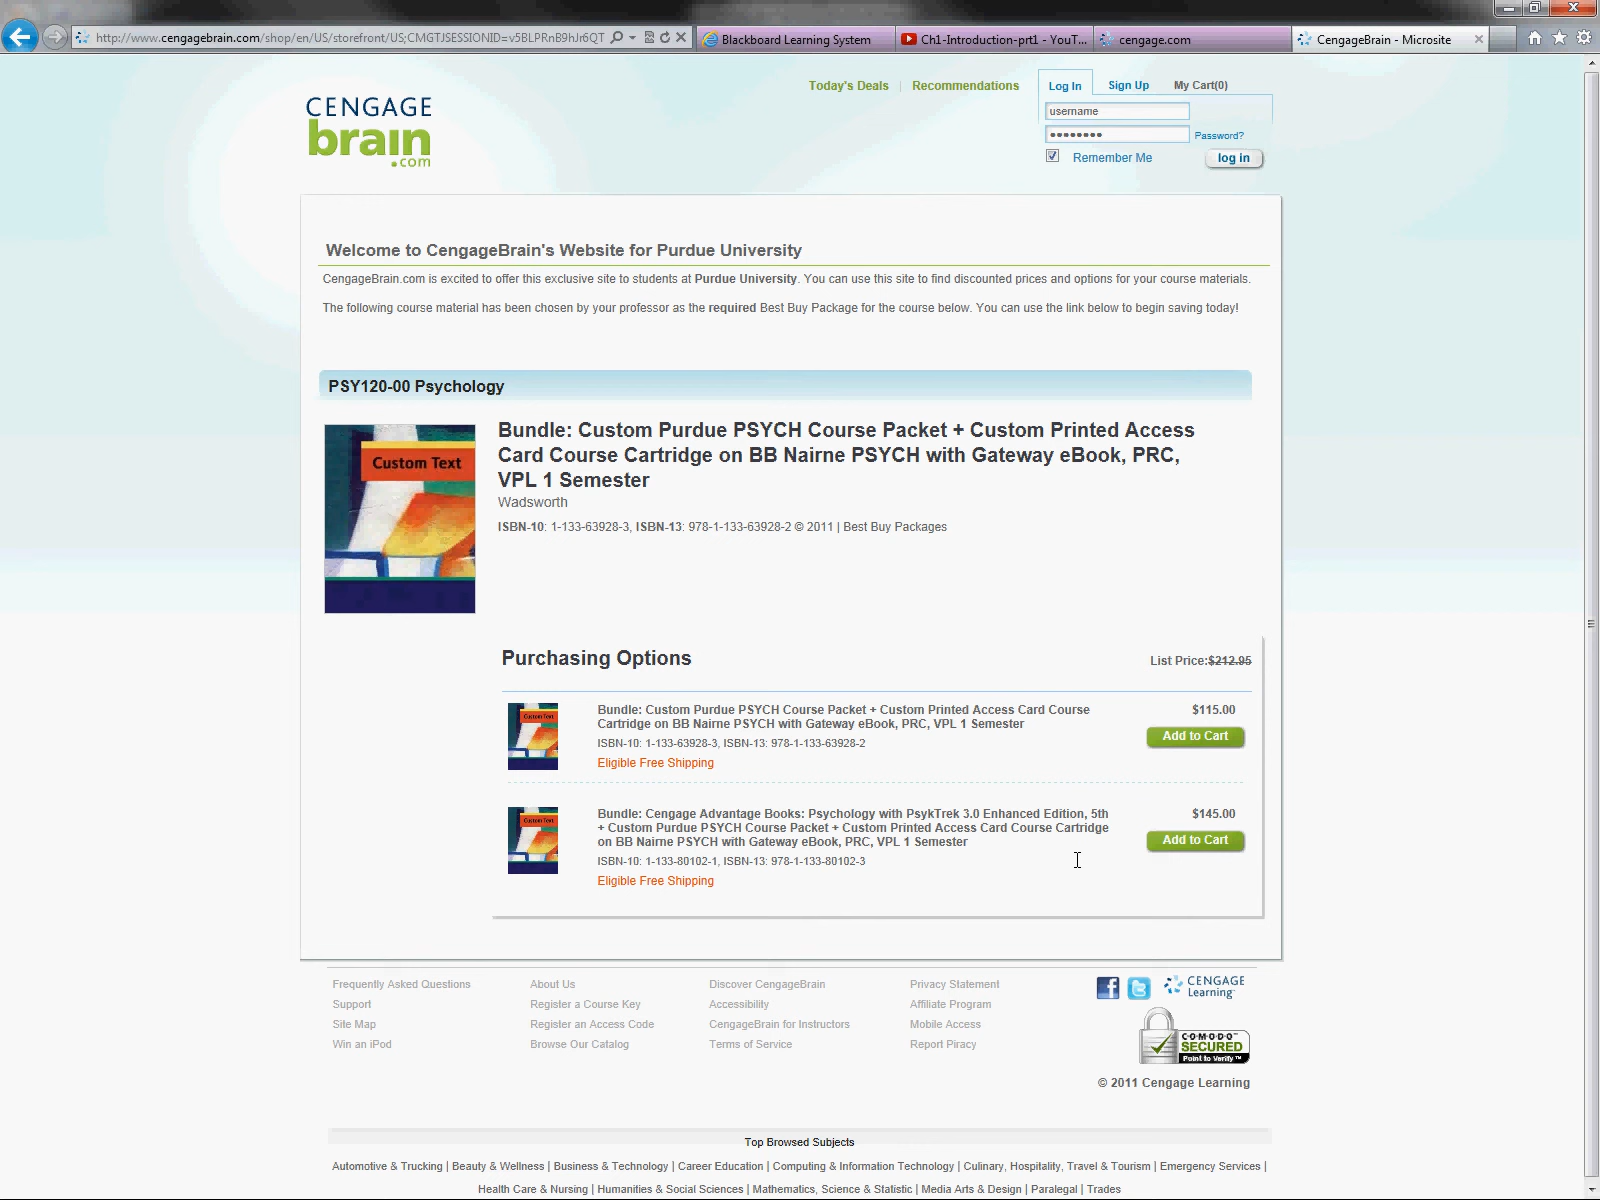 http://www.cengagebrain.com/shop/en/US/storefront/US;CMGTJSESSIONID=v5BLPRnB9hJr6QT
Blackboard Learning System
Ch1-Introduction-prt1 - YouT...
cengage.com
CengageBrain - Microsite
CENGAGE
brain
.com
Today's Deals | Recommendations
Log In
Sign Up
My Cart(0)
username
Password?
Remember Me
log in
Welcome to CengageBrain's Website for Purdue University
CengageBrain.com is excited to offer this exclusive site to students at Purdue University. You can use this site to find discounted prices and options for your course materials.
The following course material has been chosen by your professor as the required Best Buy Package for the course below. You can use the link below to begin saving today!
PSY120-00 Psychology
Custom Text
Bundle: Custom Purdue PSYCH Course Packet + Custom Printed Access
Card Course Cartridge on BB Nairne PSYCH with Gateway eBook, PRC,
VPL 1 Semester
Wadsworth
ISBN-10: 1-133-63928-3, ISBN-13: 978-1-133-63928-2 © 2011 | Best Buy Packages
Purchasing Options
List Price:$212.95
Custom Text
Bundle: Custom Purdue PSYCH Course Packet + Custom Printed Access Card Course
Cartridge on BB Nairne PSYCH with Gateway eBook, PRC, VPL 1 Semester
ISBN-10: 1-133-63928-3, ISBN-13: 978-1-133-63928-2
Eligible Free Shipping
$115.00
Add to Cart
Custom Text
Bundle: Cengage Advantage Books: Psychology with PsykTrek 3.0 Enhanced Edition, 5th
+ Custom Purdue PSYCH Course Packet + Custom Printed Access Card Course Cartridge
on BB Nairne PSYCH with Gateway eBook, PRC, VPL 1 Semester
ISBN-10: 1-133-80102-1, ISBN-13: 978-1-133-80102-3
Eligible Free Shipping
$145.00
Add to Cart
Frequently Asked Questions
Support
Site Map
Win an iPod
About Us
Register a Course Key
Register an Access Code
Browse Our Catalog
Discover CengageBrain
Accessibility
CengageBrain for Instructors
Terms of Service
Privacy Statement
Affiliate Program
Mobile Access
Report Piracy
CENGAGE
Learning™
COMODO™
SECURED
Point to Verify™
© 2011 Cengage Learning
Top Browsed Subjects
Automotive & Trucking | Beauty & Wellness | Business & Technology | Career Education | Computing & Information Technology | Culinary, Hospitality, Travel & Tourism | Emergency Services |
Health Care & Nursing | Humanities & Social Sciences | Mathematics, Science & Statistic | Media Arts & Design | Paralegal | Trades